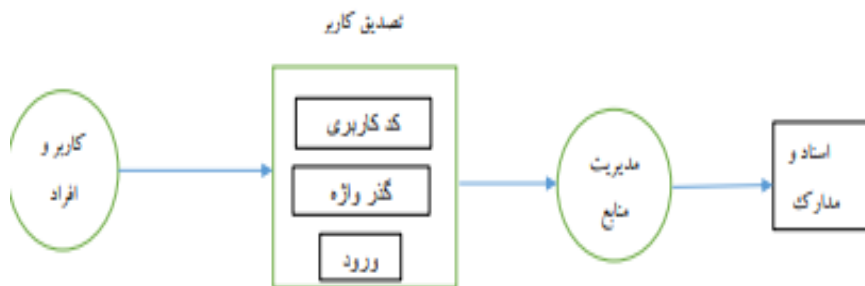 تصدیق کاربر
کاربر و
افراد
کد کاربری
گذر واژه
ورود
مدیریت
منابع
اسناد و
مدارک